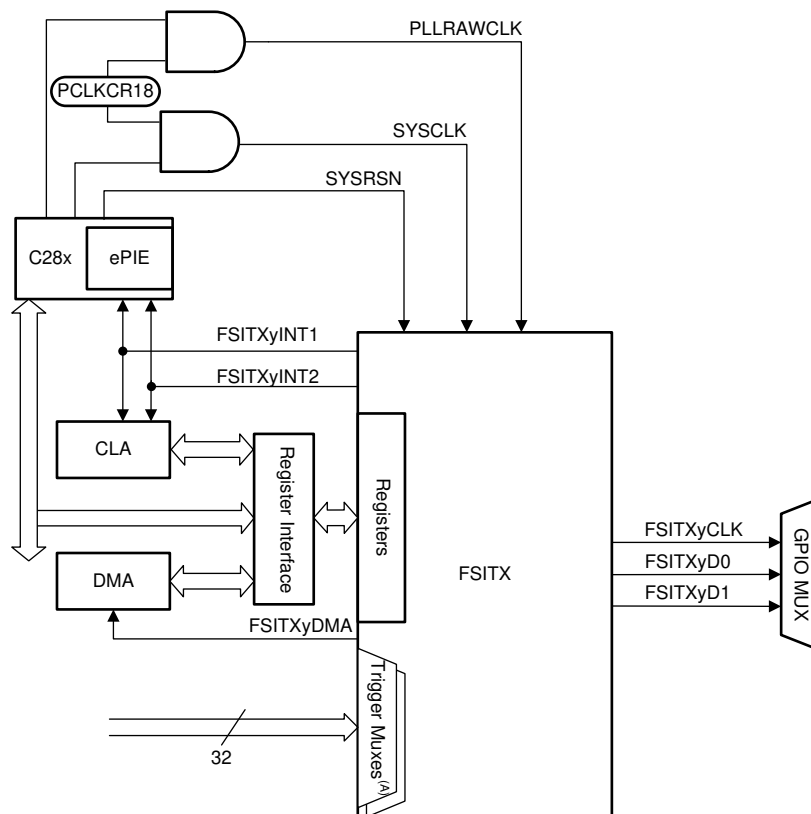 PLLRAWCLK
PCLKCR18
SYSCLK
SYSRSN
C28x
ePIE
FSITXyINT1
FSITXyINT2
CLA
Register Interface
Registers
FSITX
FSITXyCLK
FSITXyD0
FSITXyD1
GPIO MUX
DMA
FSITXyDMA
Trigger Muxes(A)
32